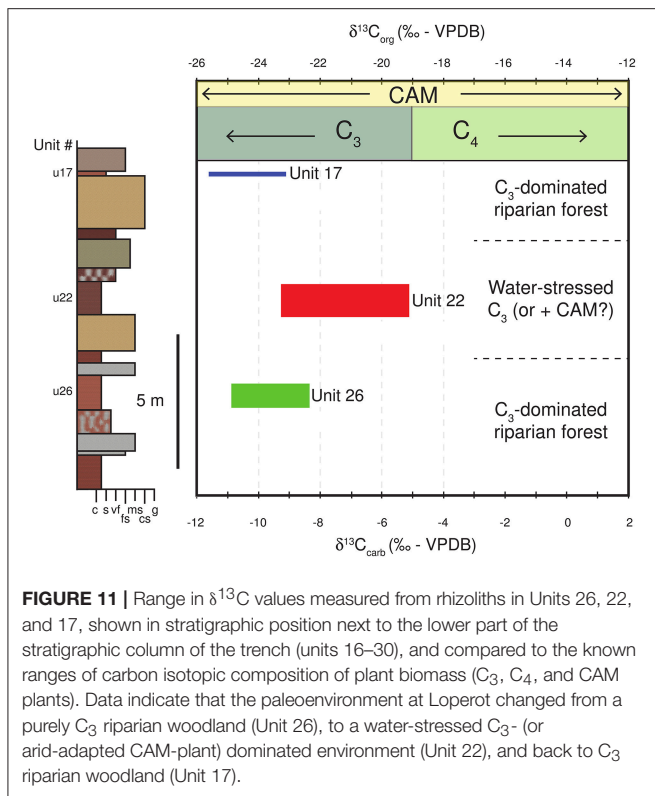 δ¹³C_org (‰ - VPDB)
-26 -24 -22 -20 -18 -16 -14 -12
CAM
C₃ C₄
Unit #
u17
Unit 17
C₃-dominated
riparian forest
u22
Unit 22
Water-stressed
C₃ (or + CAM?)
u26
5 m
Unit 26
C₃-dominated
riparian forest
c s vf fs ms cs g
-12 -10 -8 -6 -4 -2 0 2
δ¹³C_carb (‰ - VPDB)
FIGURE 11 | Range in δ¹³C values measured from rhizoliths in Units 26, 22,
and 17, shown in stratigraphic position next to the lower part of the
stratigraphic column of the trench (units 16–30), and compared to the known
ranges of carbon isotopic composition of plant biomass (C₃, C₄, and CAM
plants). Data indicate that the paleoenvironment at Loperot changed from a
purely C₃ riparian woodland (Unit 26), to a water-stressed C₃- (or
arid-adapted CAM-plant) dominated environment (Unit 22), and back to C₃
riparian woodland (Unit 17).